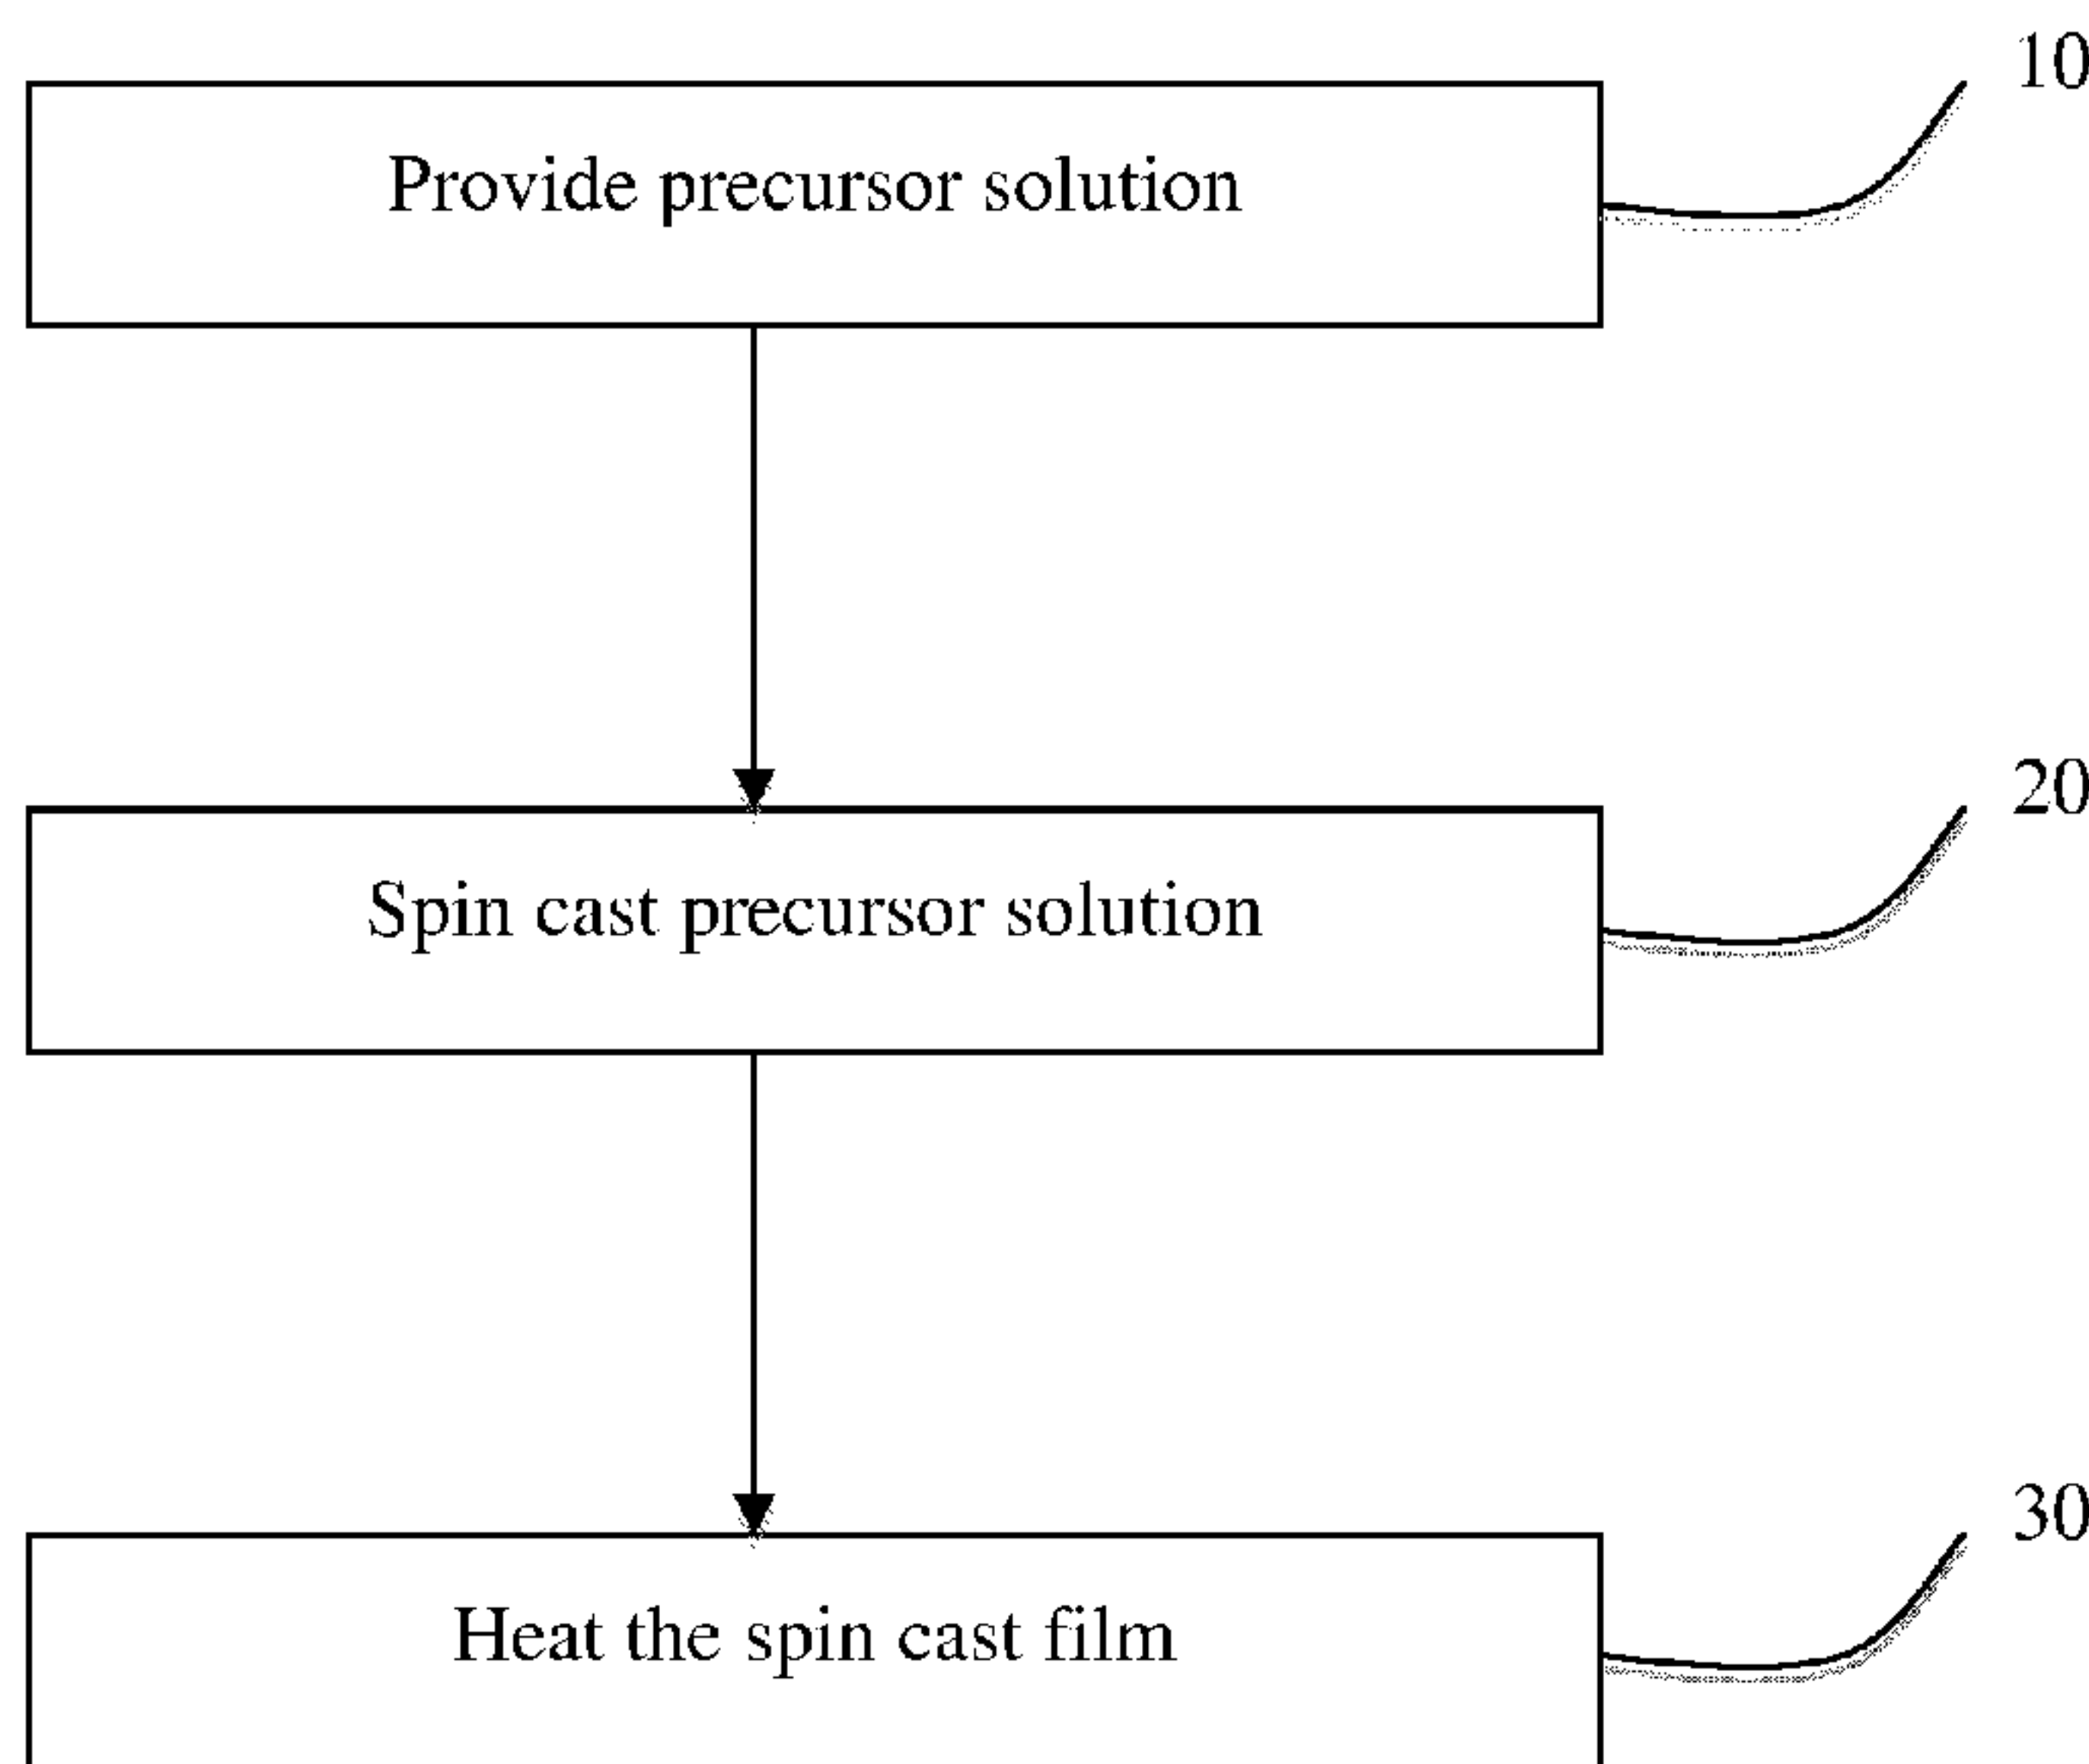 10
Provide precursor solution
20
Spin cast precursor solution
30
Heat the spin cast film